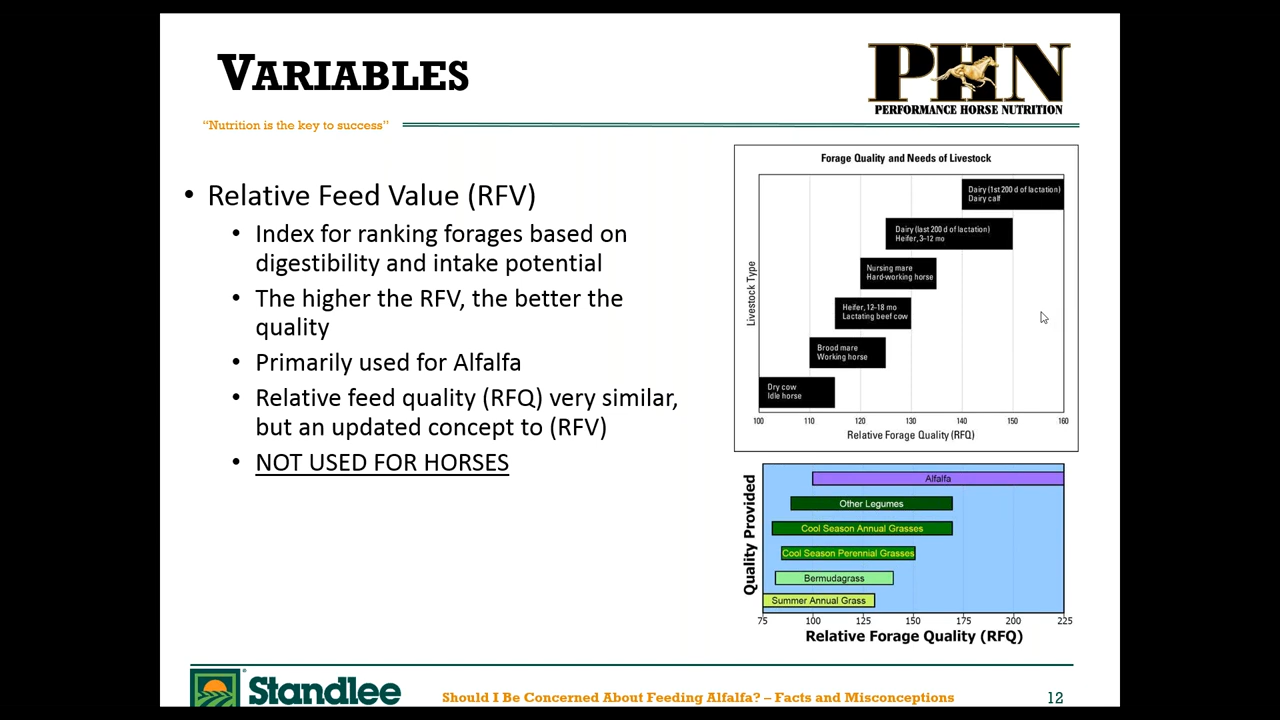 VARIABLES
PHN
PERFORMANCE HORSE NUTRITION
“Nutrition is the key to success”
• Relative Feed Value (RFV)
• Index for ranking forages based on
digestibility and intake potential
• The higher the RFV, the better the
quality
• Primarily used for Alfalfa
• Relative feed quality (RFQ) very similar,
but an updated concept to (RFV)
• NOT USED FOR HORSES
Forage Quality and Needs of Livestock
Livestock Type
Dairy (1st 200 d of lactation)
Dairy calf
Dairy (last 200 d of lactation)
Heifer, 3–12 mo
Nursing mare
Hard-working horse
Heifer, 12-18 mo
Lactating beef cow
Brood mare
Working horse
Dry cow
Idle horse
100 110 120 130 140 150 160
Relative Forage Quality (RFQ)
Quality Provided
Alfalfa
Other Legumes
Cool Season Annual Grasses
Cool Season Perennial Grasses
Bermudagrass
Summer Annual Grass
75 100 125 150 175 200 225
Relative Forage Quality (RFQ)
Standlee
Should I Be Concerned About Feeding Alfalfa? – Facts and Misconceptions
12